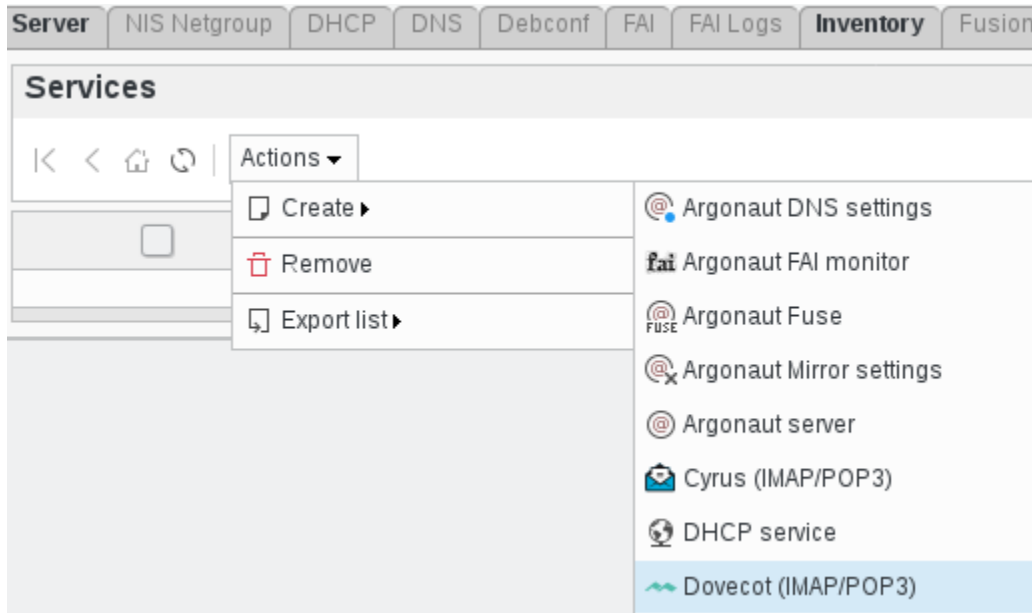 Server NIS Netgroup DHCP DNS Debconf FAI FAI Logs Inventory Fusion
Services
Actions
Create Argonaut DNS settings
Remove fai Argonaut FAI monitor
Export list FUSE Argonaut Fuse
Argonaut Mirror settings
Argonaut server
Cyrus (IMAP/POP3)
DHCP service
Dovecot (IMAP/POP3)